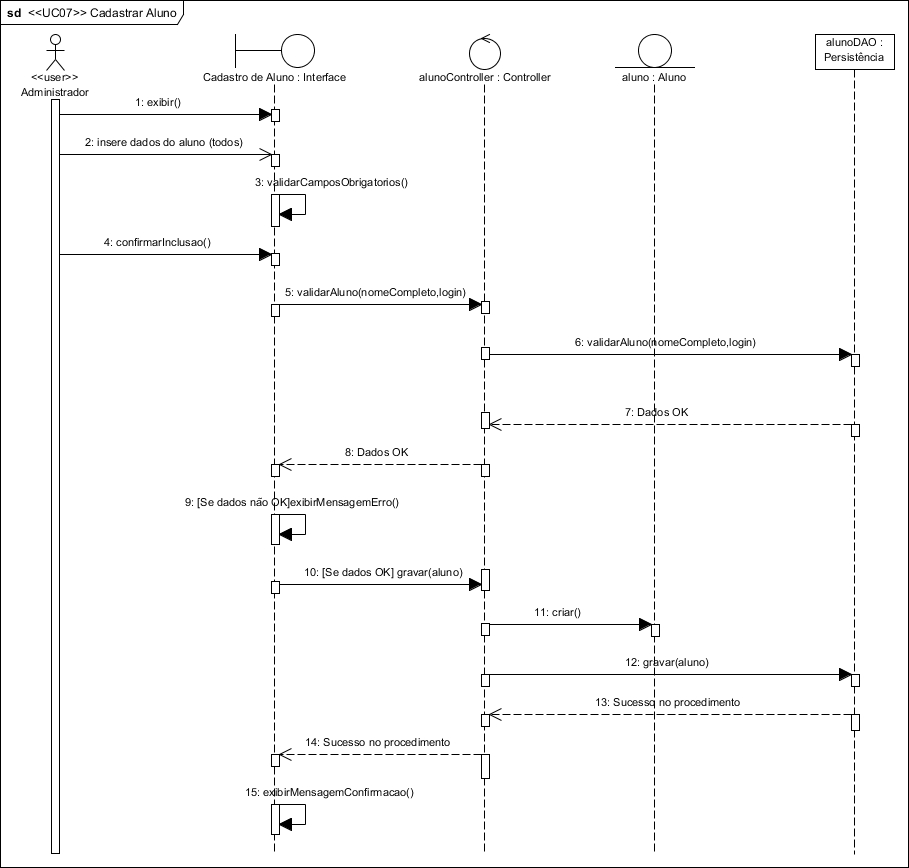 sd <<UC07>> Cadastrar Aluno
<<user>>
Administrador
Cadastro de Aluno : Interface
alunoController : Controller
aluno : Aluno
alunoDAO :
Persistência
1: exibir()
2: insere dados do aluno (todos)
3: validarCamposObrigatorios()
4: confirmarInclusao()
5: validarAluno(nomeCompleto,login)
6: validarAluno(nomeCompleto,login)
7: Dados OK
8: Dados OK
9: [Se dados não OK]exibirMensagemErro()
10: [Se dados OK] gravar(aluno)
11: criar()
12: gravar(aluno)
13: Sucesso no procedimento
14: Sucesso no procedimento
15: exibirMensagemConfirmacao()